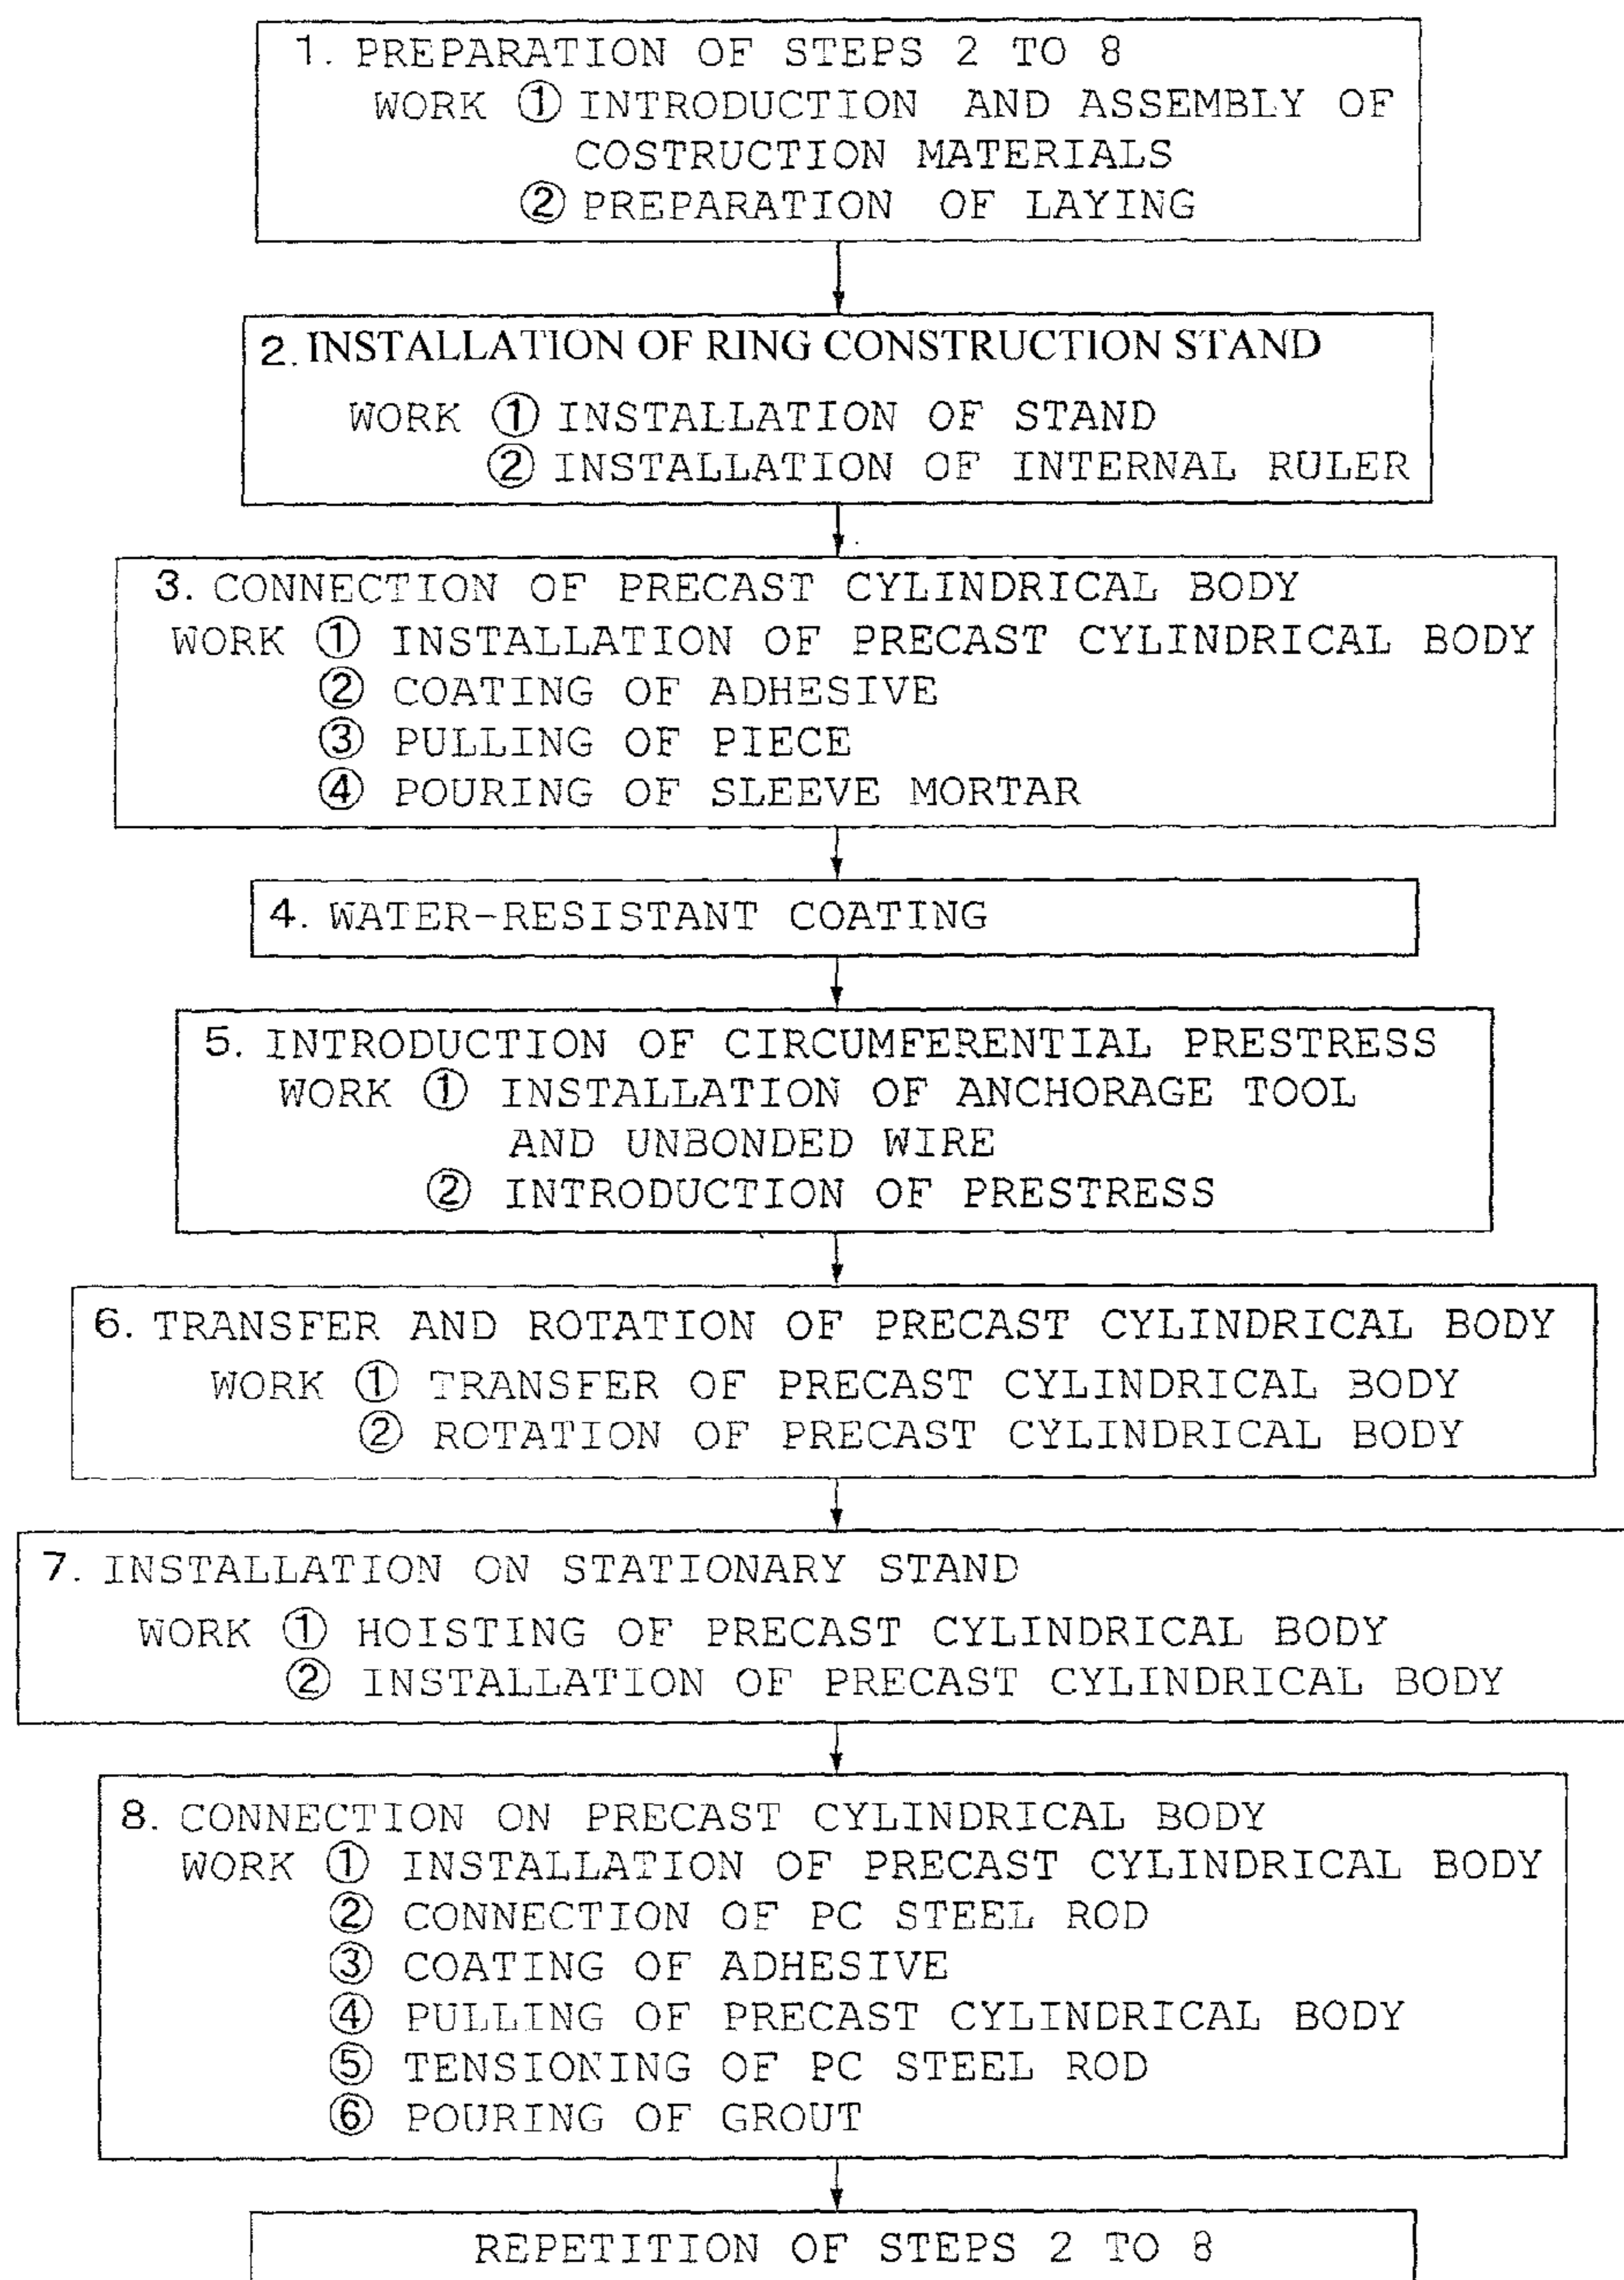 1. PREPARATION OF STEPS 2 TO 8
WORK ① INTRODUCTION AND ASSEMBLY OF
COSTRUCTION MATERIALS
② PREPARATION OF LAYING
2. INSTALLATION OF RING CONSTRUCTION STAND
WORK ① INSTALLATION OF STAND
② INSTALLATION OF INTERNAL RULER
3. CONNECTION OF PRECAST CYLINDRICAL BODY
WORK ① INSTALLATION OF PRECAST CYLINDRICAL BODY
② COATING OF ADHESIVE
③ PULLING OF PIECE
④ POURING OF SLEEVE MORTAR
4. WATER-RESISTANT COATING
5. INTRODUCTION OF CIRCUMFERENTIAL PRESTRESS
WORK ① INSTALLATION OF ANCHORAGE TOOL
AND UNBONDED WIRE
② INTRODUCTION OF PRESTRESS
6. TRANSFER AND ROTATION OF PRECAST CYLINDRICAL BODY
WORK ① TRANSFER OF PRECAST CYLINDRICAL BODY
② ROTATION OF PRECAST CYLINDRICAL BODY
7. INSTALLATION ON STATIONARY STAND
WORK ① HOISTING OF PRECAST CYLINDRICAL BODY
② INSTALLATION OF PRECAST CYLINDRICAL BODY
8. CONNECTION ON PRECAST CYLINDRICAL BODY
WORK ① INSTALLATION OF PRECAST CYLINDRICAL BODY
② CONNECTION OF PC STEEL ROD
③ COATING OF ADHESIVE
④ PULLING OF PRECAST CYLINDRICAL BODY
⑤ TENSIONING OF PC STEEL ROD
⑥ POURING OF GROUT
REPETITION OF STEPS 2 TO 8